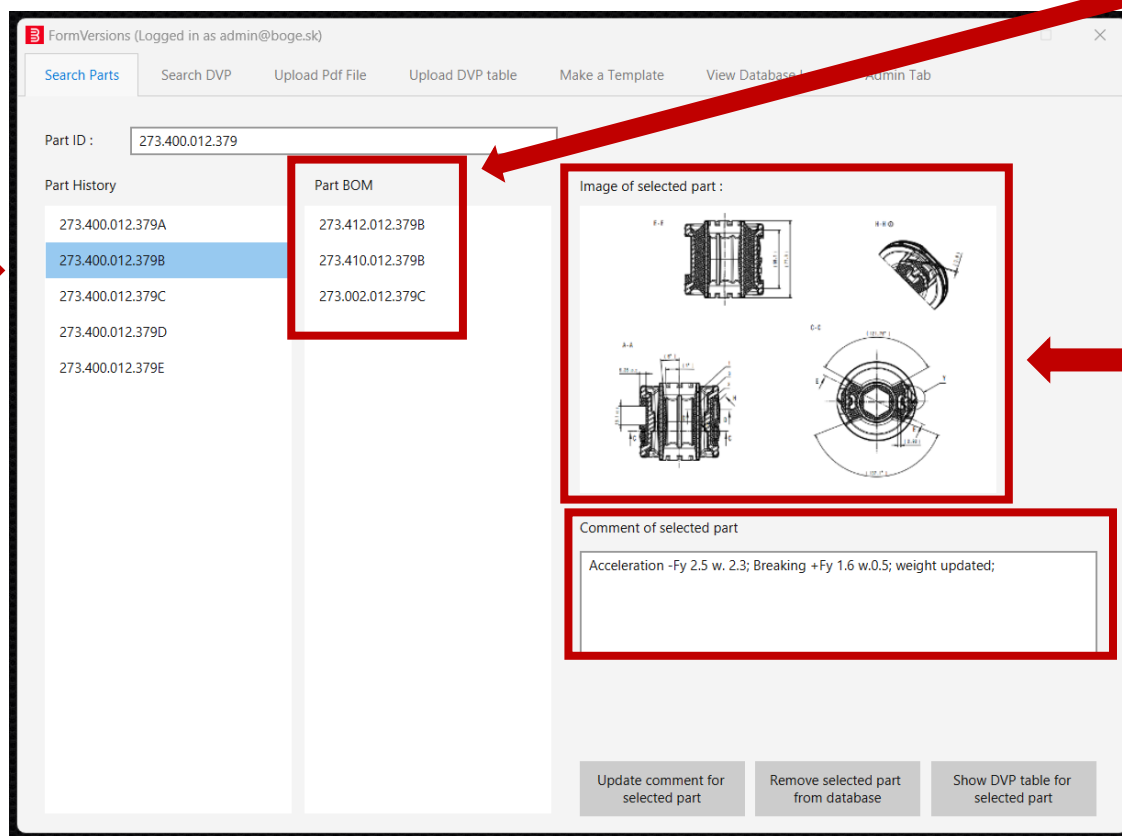 FormVersions (Logged in as admin@boge.sk)
Search Parts Search DVP Upload Pdf File Upload DVP table Make a Template View Database Admin Tab
Part ID : 273.400.012.379
Part History Part BOM Image of selected part :
273.400.012.379A 273.412.012.379B
273.400.012.379B 273.410.012.379B
273.400.012.379C 273.002.012.379C
273.400.012.379D
273.400.012.379E
F-F
C-C
A-A
Comment of selected part
Acceleration -Fy 2.5 w. 2.3; Breaking +Fy 1.6 w.0.5; weight updated;
Update comment for selected part
Remove selected part from database
Show DVP table for selected part